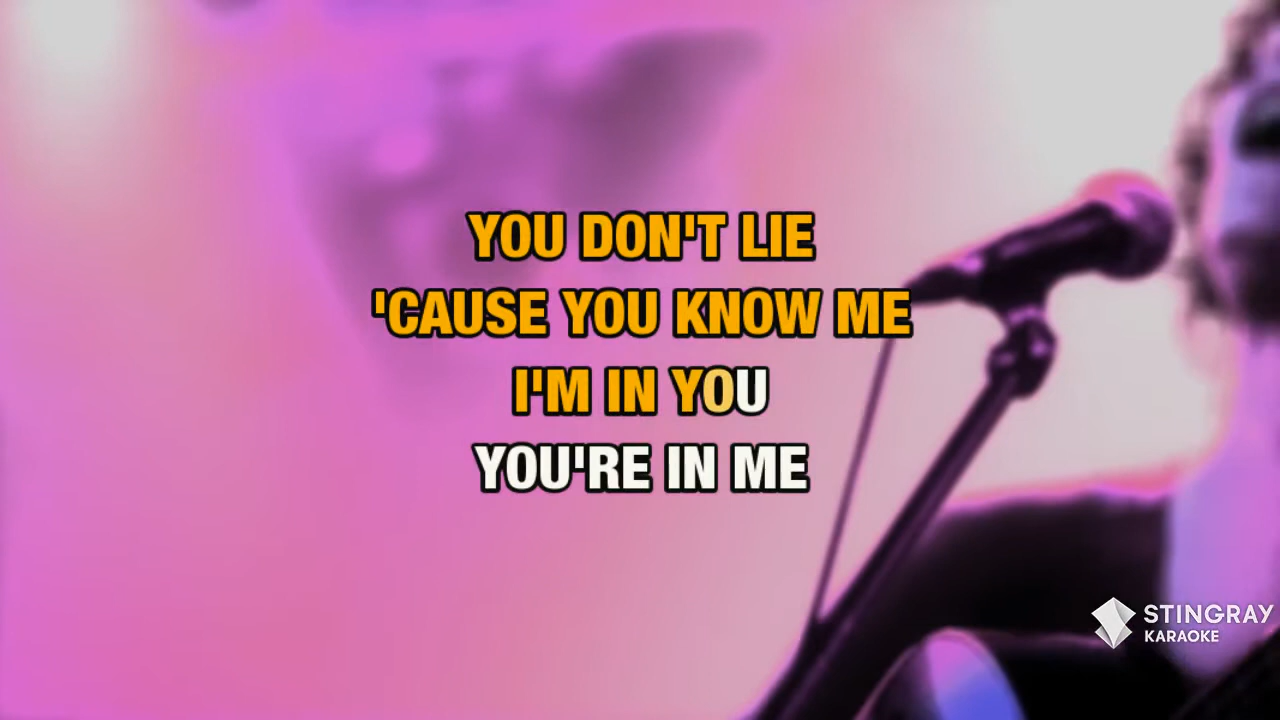 YOU DON'T LIE
'CAUSE YOU KNOW ME
I'M IN YOU
YOU'RE IN ME
STINGRAY
KARAOKE